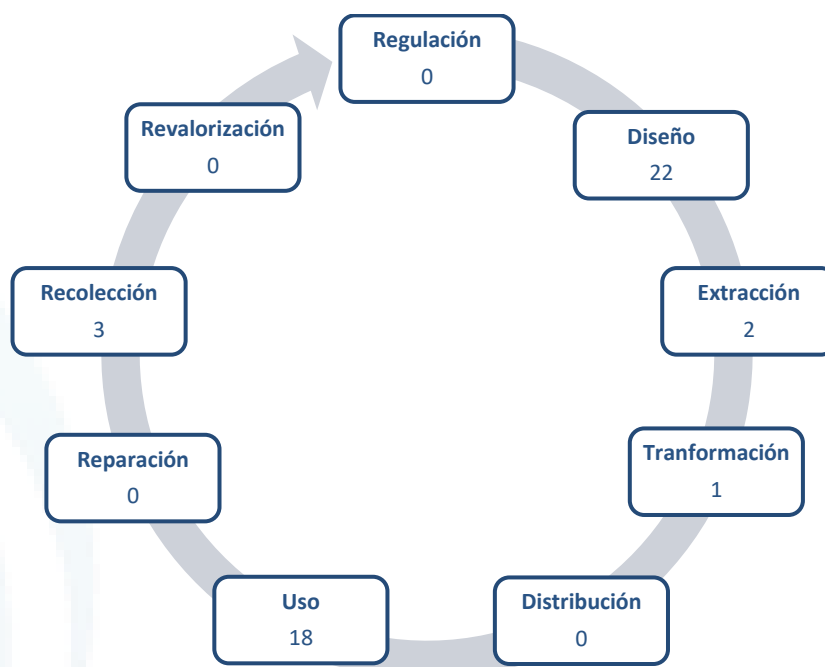 Regulación
0
Diseño
22
Extracción
2
Tranformación
1
Distribución
0
Uso
18
Reparación
0
Recolección
3
Revalorización
0